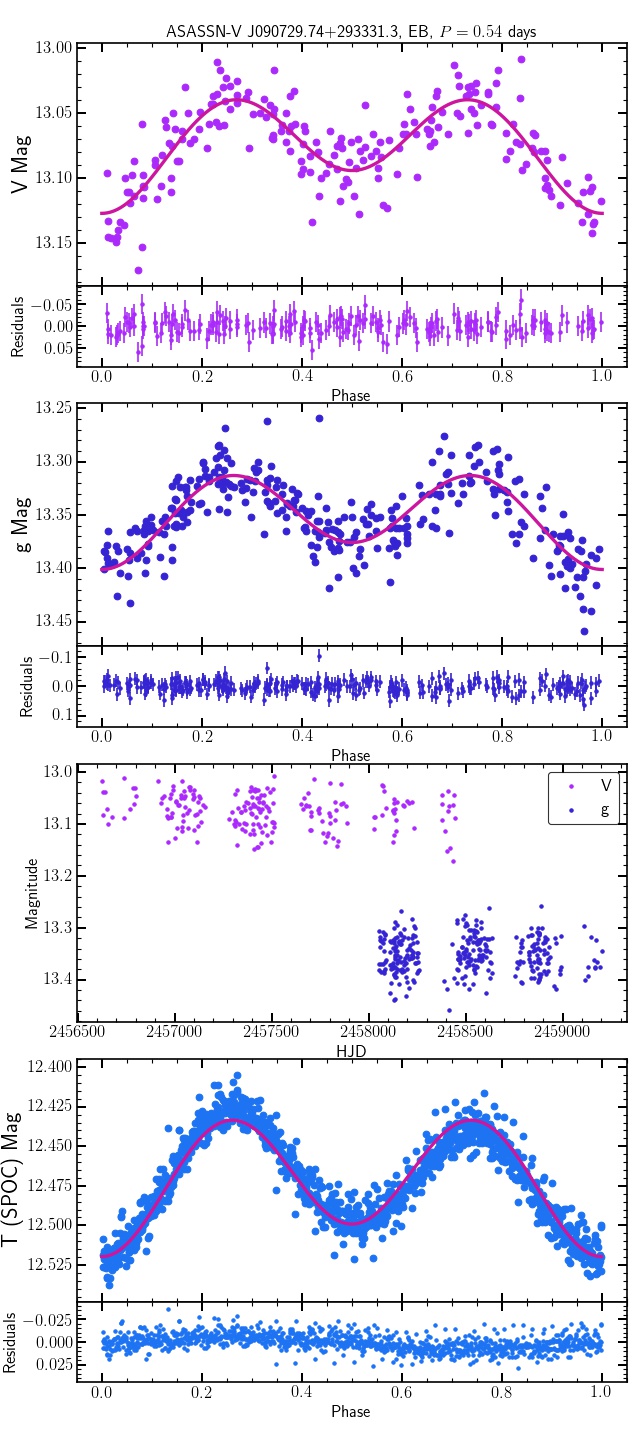 ASASSN-V J090729.74+293331.3, EB, P = 0.54 days
13.00
13.05
13.10
13.15
V Mag
−0.05
0.00
0.05
Residuals
0.0 0.2 0.4 0.6 0.8 1.0
Phase
13.25
13.30
13.35
13.40
13.45
g Mag
−0.1
0.0
0.1
Residuals
0.0 0.2 0.4 0.6 0.8 1.0
Phase
13.0
13.1
13.2
13.3
13.4
Magnitude
V
g
2456500 2457000 2457500 2458000 2458500 2459000
HJD
12.400
12.425
12.450
12.475
12.500
12.525
T (SPOC) Mag
−0.025
0.000
0.025
Residuals
0.0 0.2 0.4 0.6 0.8 1.0
Phase